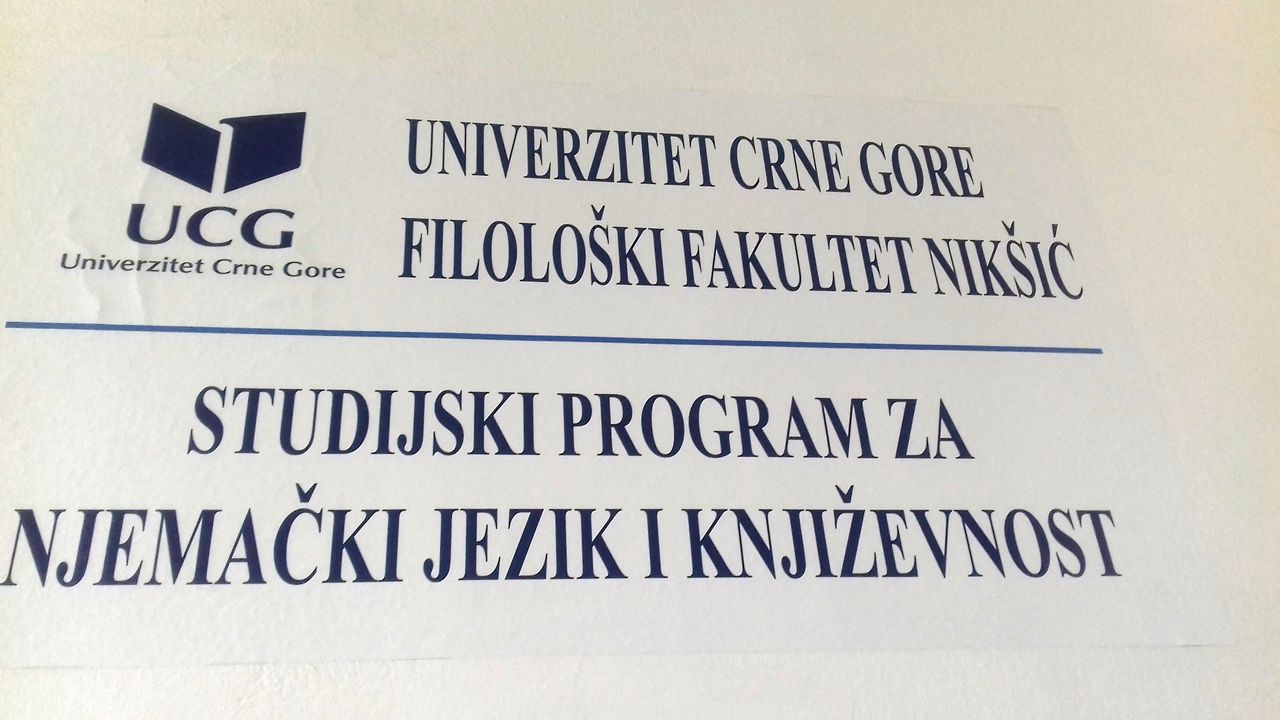 UCG
Univerzitet Crne Gore
UNIVERZITET CRNE GORE
FILOLOŠKI FAKULTET NIKŠIĆ
STUDIJSKI PROGRAM ZA
NJEMAČKI JEZIK I KNJIŽEVNOST